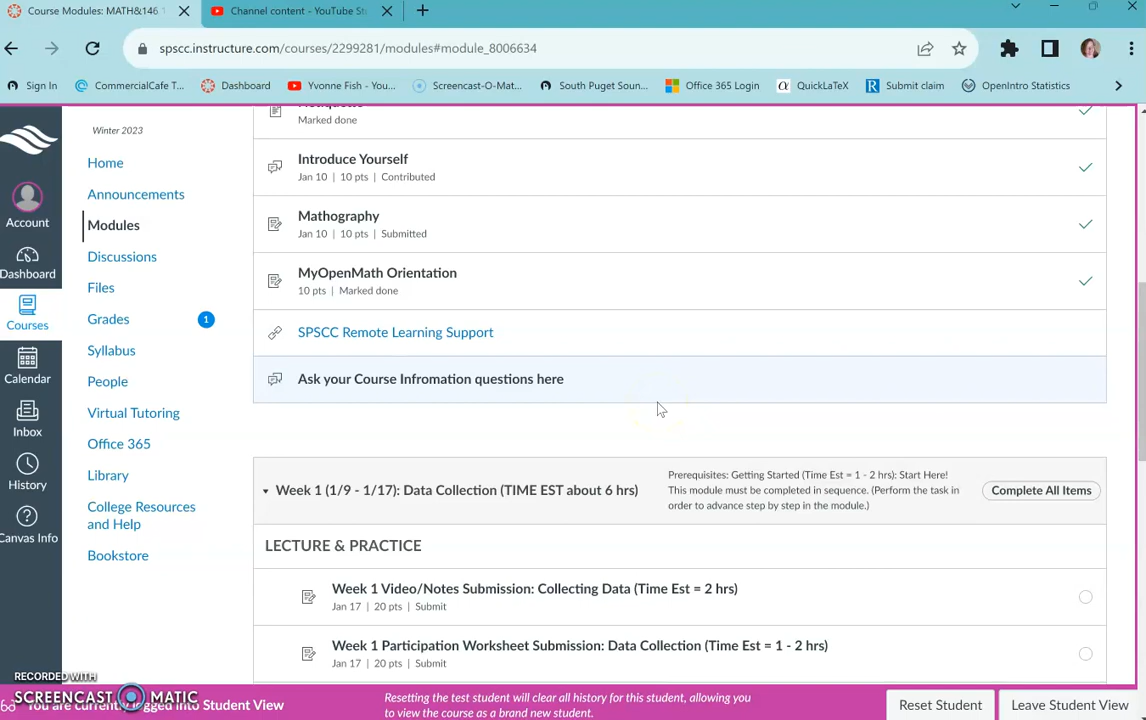 Course Modules: MATH&146
Channel content - YouTube St
spscc.instructure.com/courses/2299281/modules#module_8006634
Sign In
CommercialCafe T...
Dashboard
Yvonne Fish - You...
Screencast-O-Mat...
South Puget Soun...
Office 365 Login
QuickLaTeX
Submit claim
OpenIntro Statistics
Account
Dashboard
Courses
Calendar
Inbox
History
Canvas Info
Winter 2023
Home
Announcements
Modules
Discussions
Files
Grades 1
Syllabus
People
Virtual Tutoring
Office 365
Library
College Resources
and Help
Bookstore
Netiquette
Marked done
Introduce Yourself
Jan 10 | 10 pts | Contributed
Mathography
Jan 10 | 10 pts | Submitted
MyOpenMath Orientation
10 pts | Marked done
SPSCC Remote Learning Support
Ask your Course Infromation questions here
Week 1 (1/9 - 1/17): Data Collection (TIME EST about 6 hrs)
Prerequisites: Getting Started (Time Est = 1 - 2 hrs): Start Here!
This module must be completed in sequence. (Perform the task in
order to advance step by step in the module.)
Complete All Items
LECTURE & PRACTICE
Week 1 Video/Notes Submission: Collecting Data (Time Est = 2 hrs)
Jan 17 | 20 pts | Submit
Week 1 Participation Worksheet Submission: Data Collection (Time Est = 1 - 2 hrs)
Jan 17 | 20 pts | Submit
RECORDED WITH
SCREENCAST MATIC
You are currently logged into Student View
Resetting the test student will clear all history for this student, allowing you
to view the course as a brand new student.
Reset Student
Leave Student View